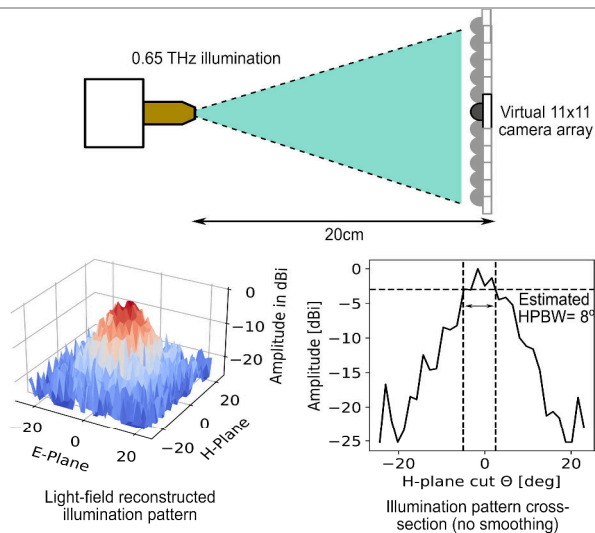 0.65 THz illumination
Virtual 11x11
camera array
20cm
0
−10
−20
Amplitude in dBi
−20
0
20
E-Plane
−20
0
20
H-Plane
Light-field reconstructed
illumination pattern
0
−5
−10
−15
−20
−25
Amplitude [dBi]
Estimated
HPBW= 8º
−20
0
20
H-plane cut Θ [deg]
Illumination pattern cross-
section (no smoothing)